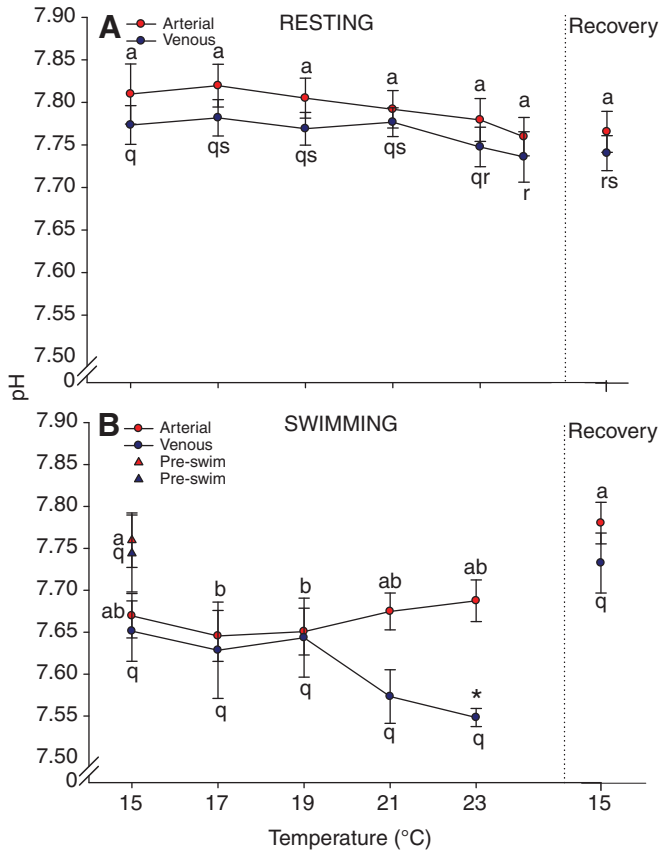 A
RESTING
Recovery
Arterial
Venous
7.90
7.85
7.80
7.75
7.70
7.65
7.60
7.55
7.50
0
a a a a a a a
q qs qs qs qr r rs
pH
B
SWIMMING
Recovery
Arterial
Venous
Pre-swim
Pre-swim
7.90
7.85
7.80
7.75
7.70
7.65
7.60
7.55
7.50
0
a
q
ab b b ab ab a
*
q q q q q q
15 17 19 21 23 15
Temperature (°C)